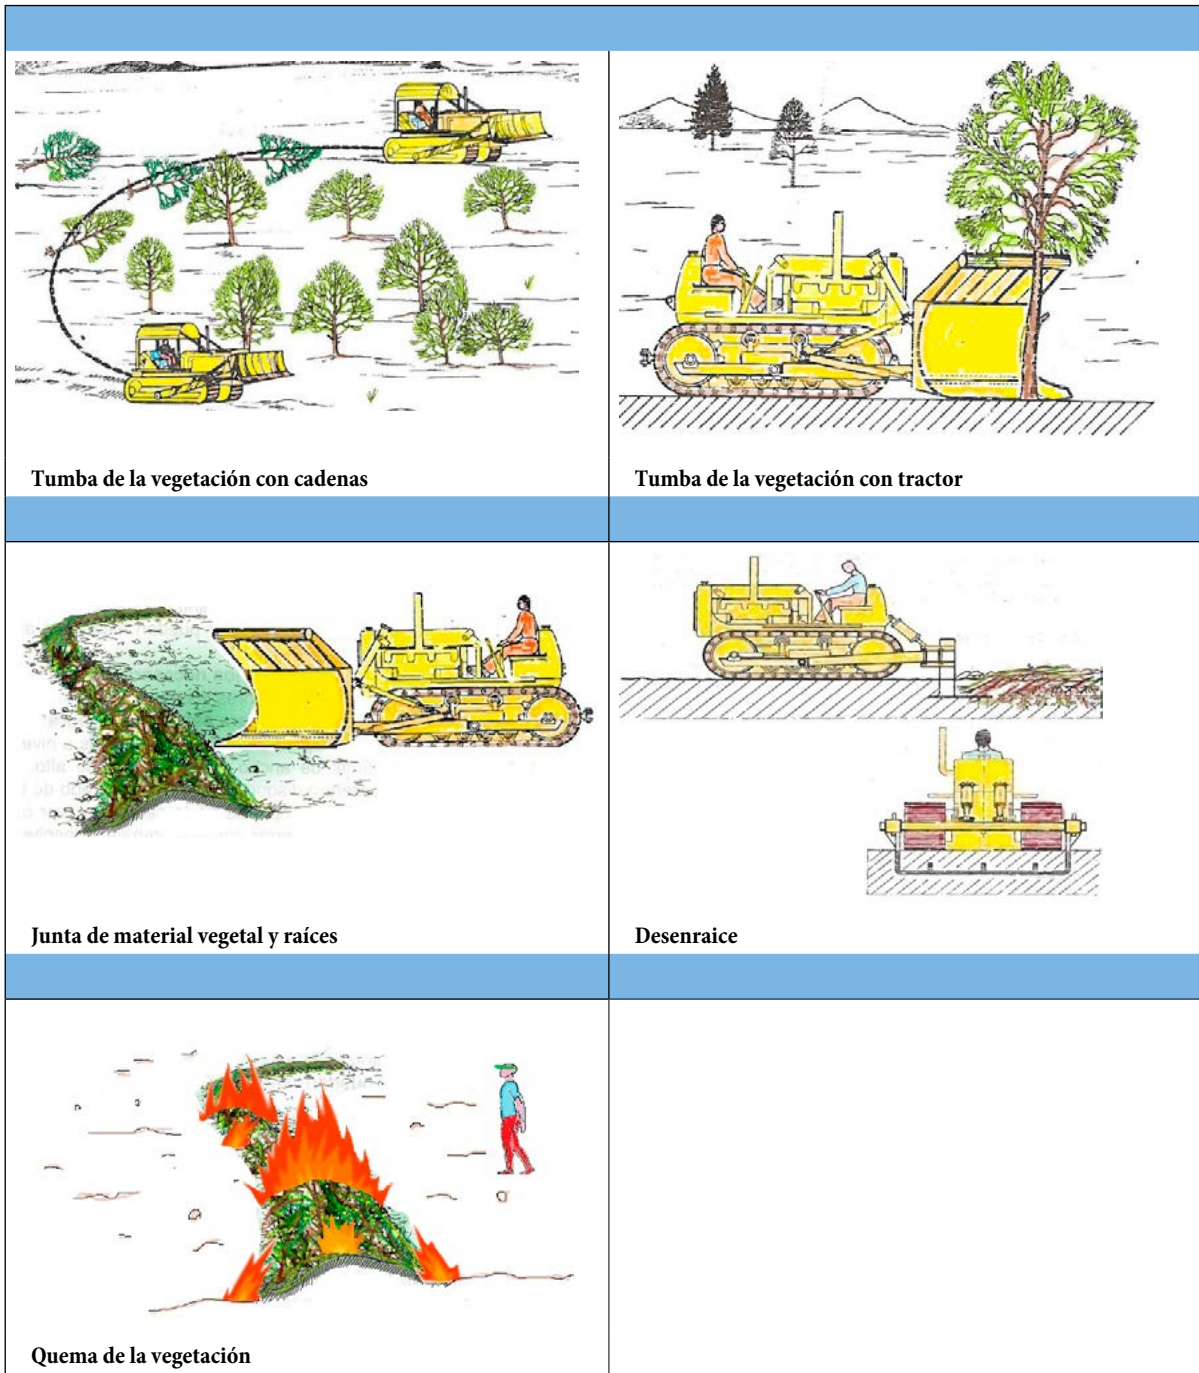 Tumba de la vegetación con cadenas
Tumba de la vegetación con tractor
Junta de material vegetal y raíces
Desenraice
Quema de la vegetación